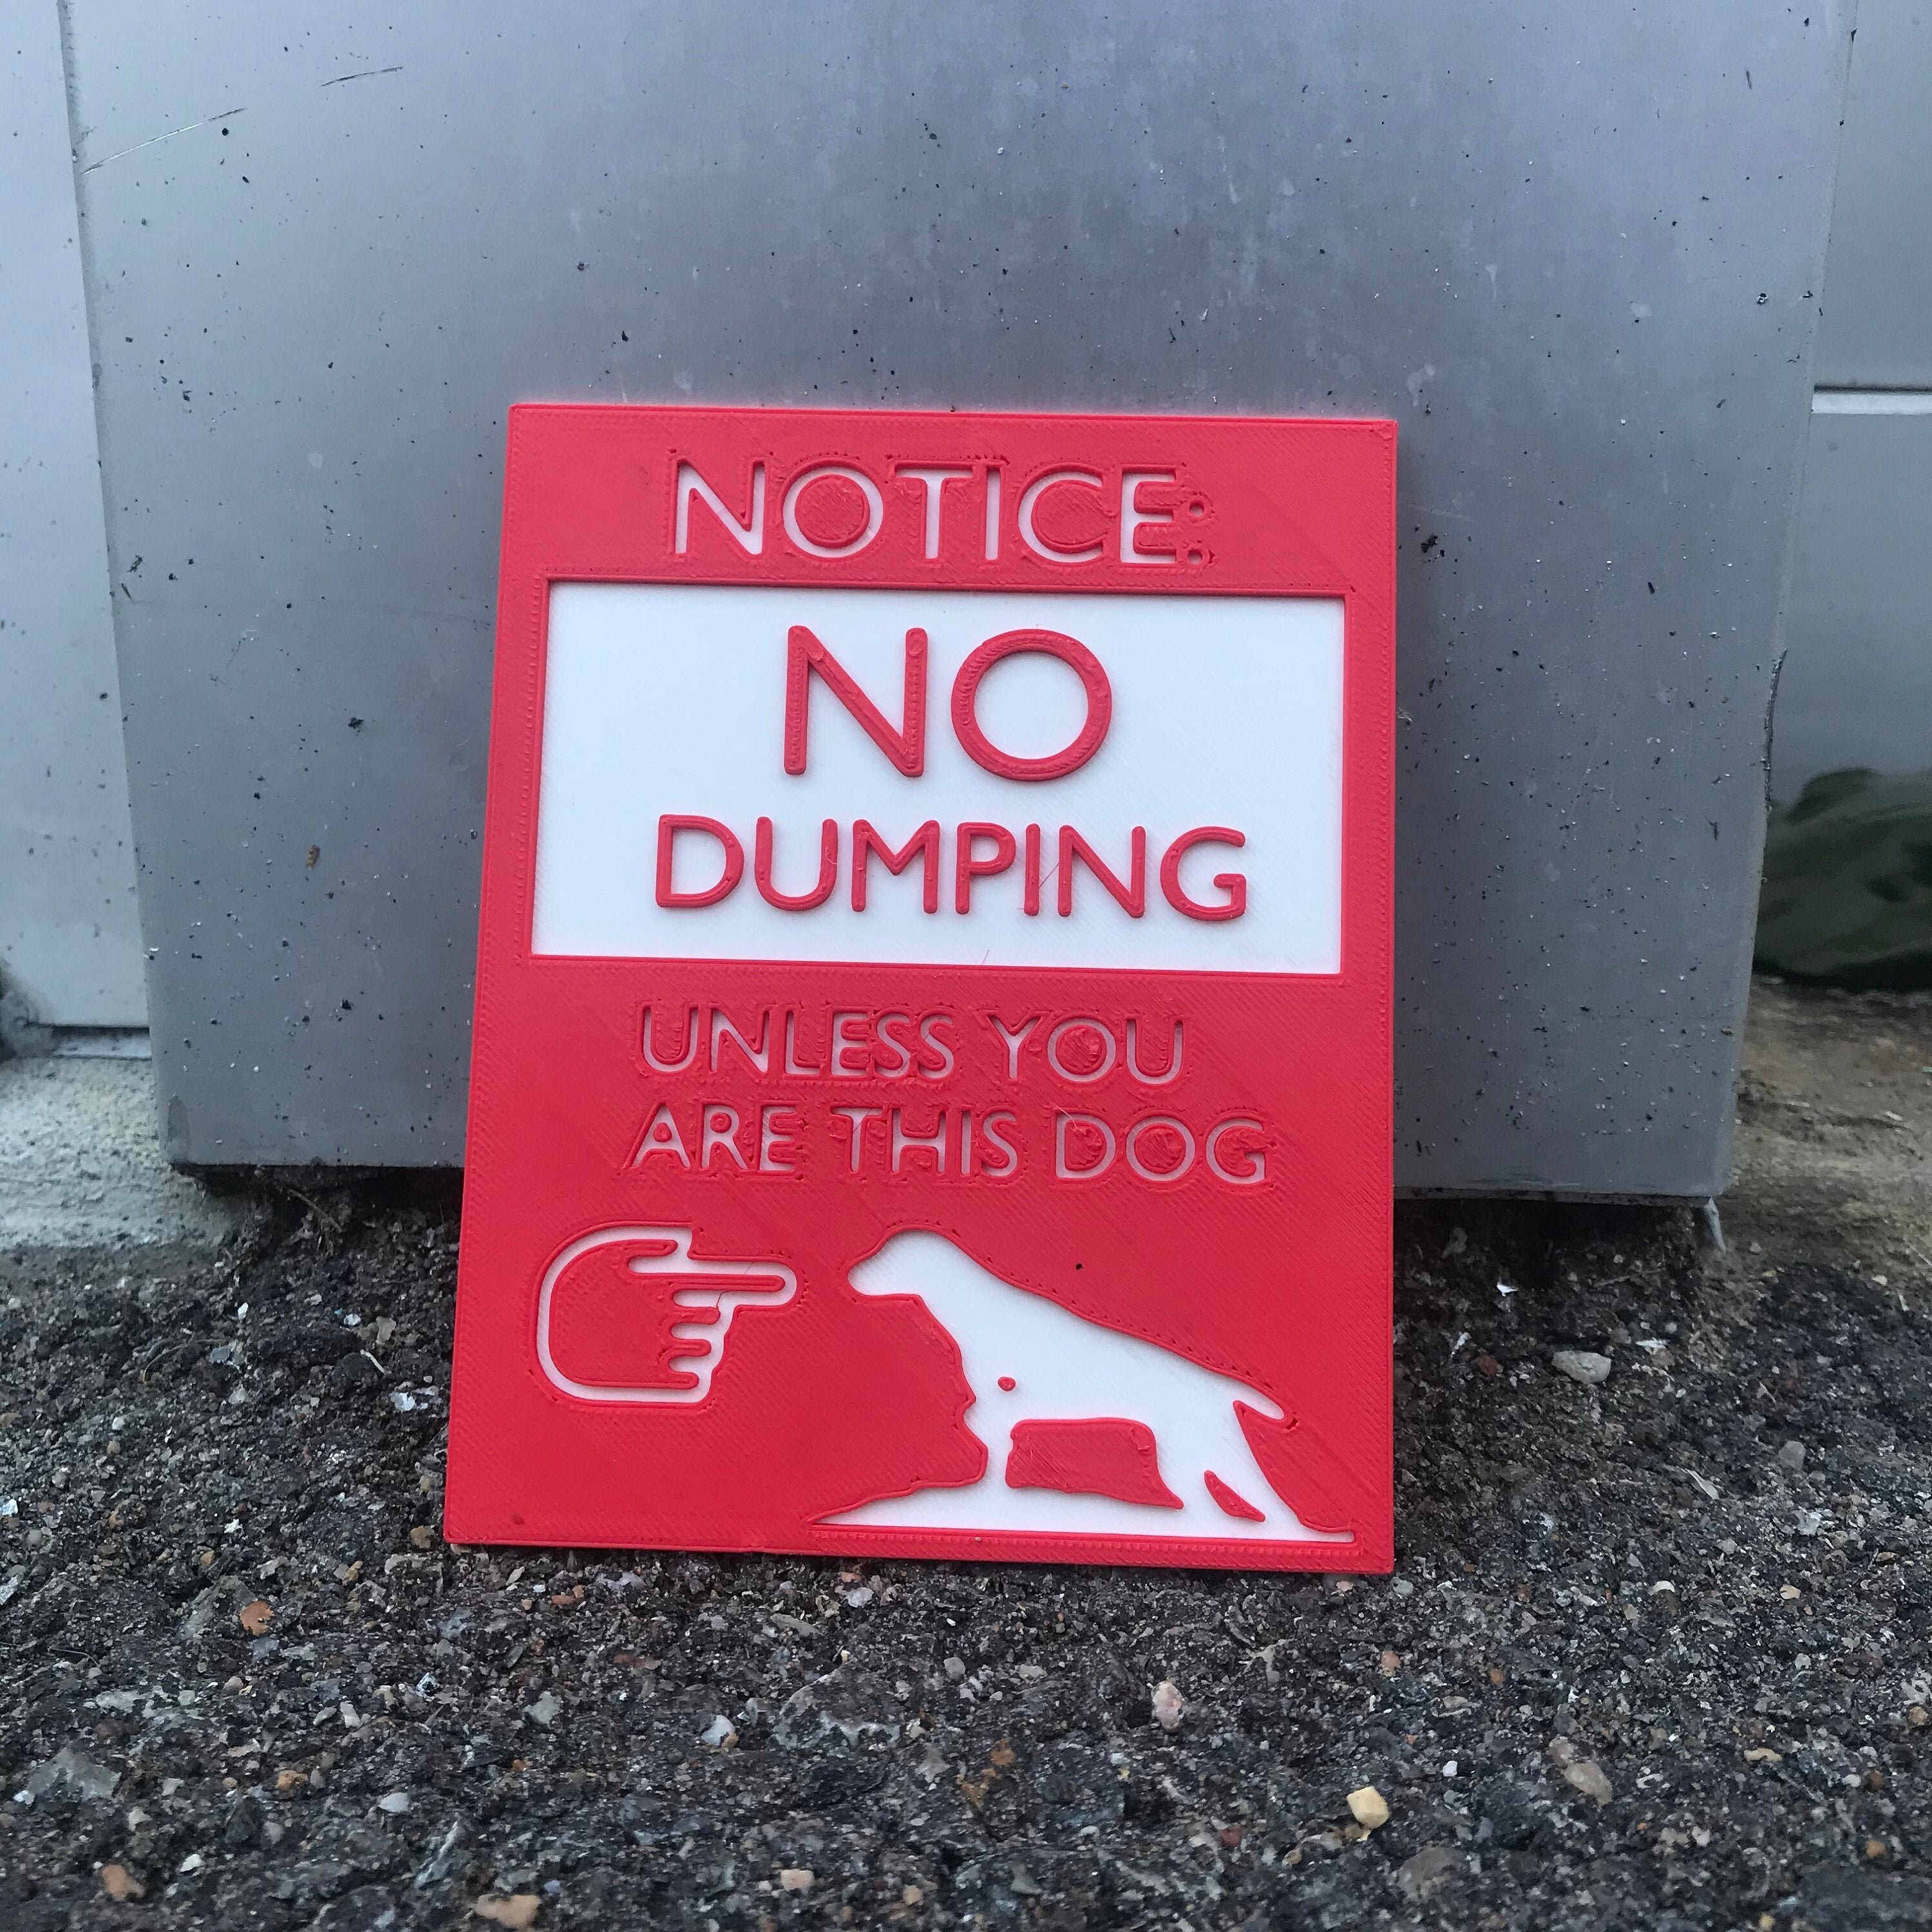 NOTICE:
NO
DUMPING
UNLESS YOU
ARE THIS DOG